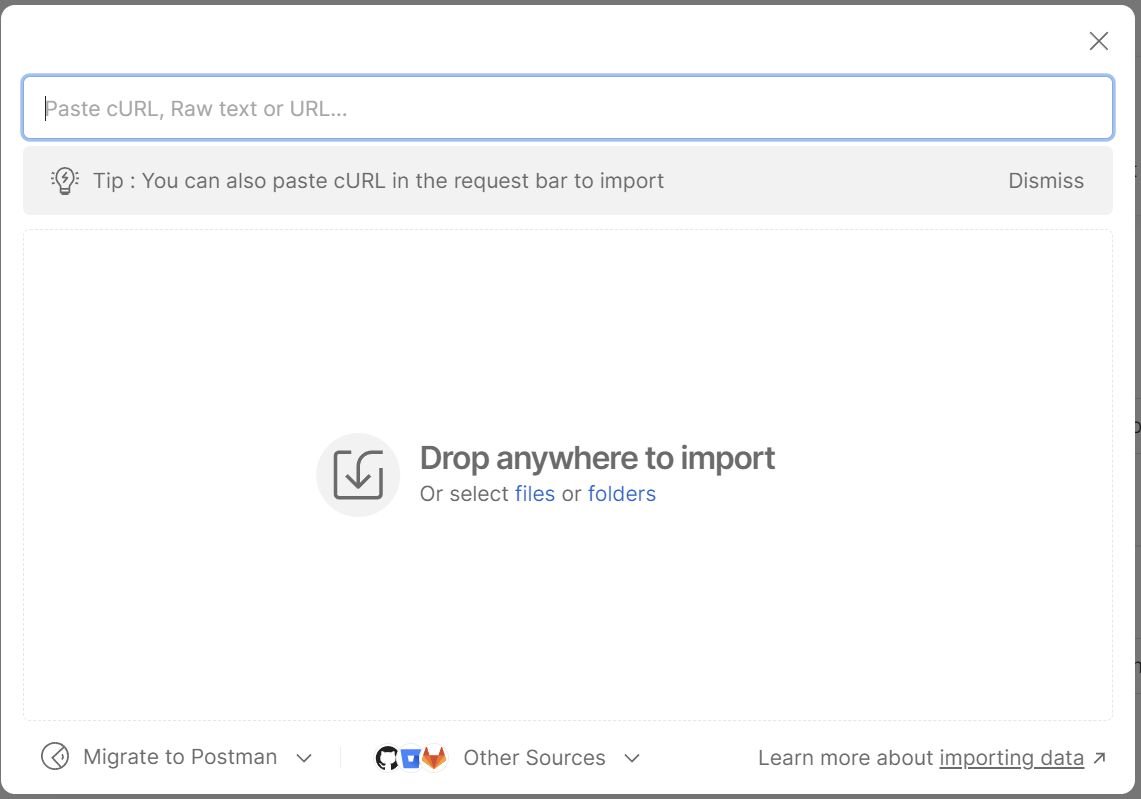 Paste cURL, Raw text or URL...
Tip : You can also paste cURL in the request bar to import
Dismiss
Drop anywhere to import
Or select files or folders
Migrate to Postman
Other Sources
Learn more about importing data